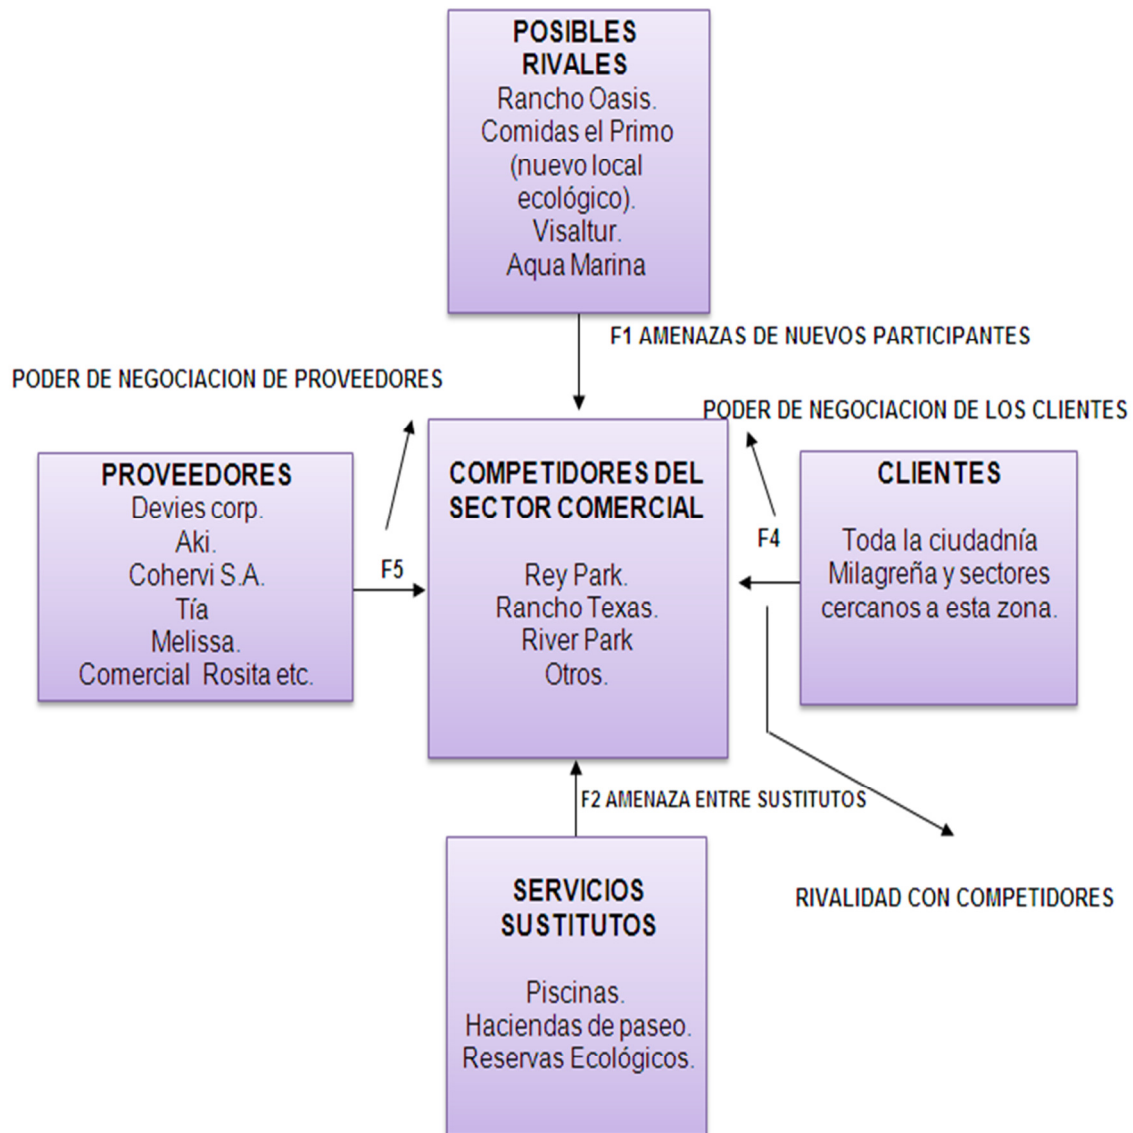 POSIBLES
RIVALES
Rancho Oasis.
Comidas el Primo
(nuevo local
ecológico).
Visaltur.
Aqua Marina
F1 AMENAZAS DE NUEVOS PARTICIPANTES
PODER DE NEGOCIACION DE PROVEEDORES
PODER DE NEGOCIACION DE LOS CLIENTES
PROVEEDORES
Devies corp.
Aki.
Cohervi S.A.
Tía
Melissa.
Comercial Rosita etc.
F5
COMPETIDORES DEL
SECTOR COMERCIAL
Rey Park.
Rancho Texas.
River Park
Otros.
F4
CLIENTES
Toda la ciudadnía
Milagreña y sectores
cercanos a esta zona.
F2 AMENAZA ENTRE SUSTITUTOS
RIVALIDAD CON COMPETIDORES
SERVICIOS
SUSTITUTOS
Piscinas.
Haciendas de paseo.
Reservas Ecológicos.